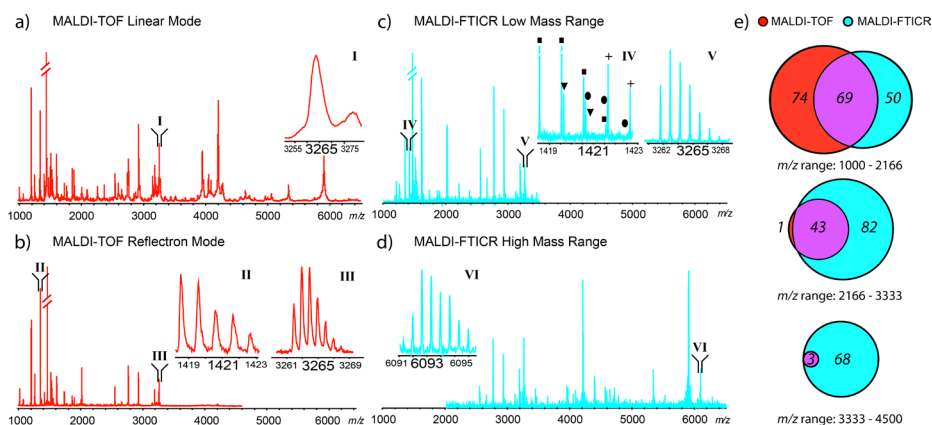 a) MALDI-TOF Linear Mode
I
I
3255 3265 3275
1000 2000 3000 4000 5000 6000 m/z
b) MALDI-TOF Reflectron Mode
II
II
III
III
1419 1421 1423
3261 3265 3269
1000 2000 3000 4000 5000 6000 m/z
c) MALDI-FTICR Low Mass Range
IV
V
+ IV
+
V
1419 1421 1423
3262 3265 3268
1000 2000 3000 4000 5000 6000 m/z
d) MALDI-FTICR High Mass Range
VI
VI
6091 6093 6095
1000 2000 3000 4000 5000 6000 m/z
e) MALDI-TOF MALDI-FTICR
74 69 50
m/z range: 1000 - 2166
1 43 82
m/z range: 2166 - 3333
3 68
m/z range: 3333 - 4500